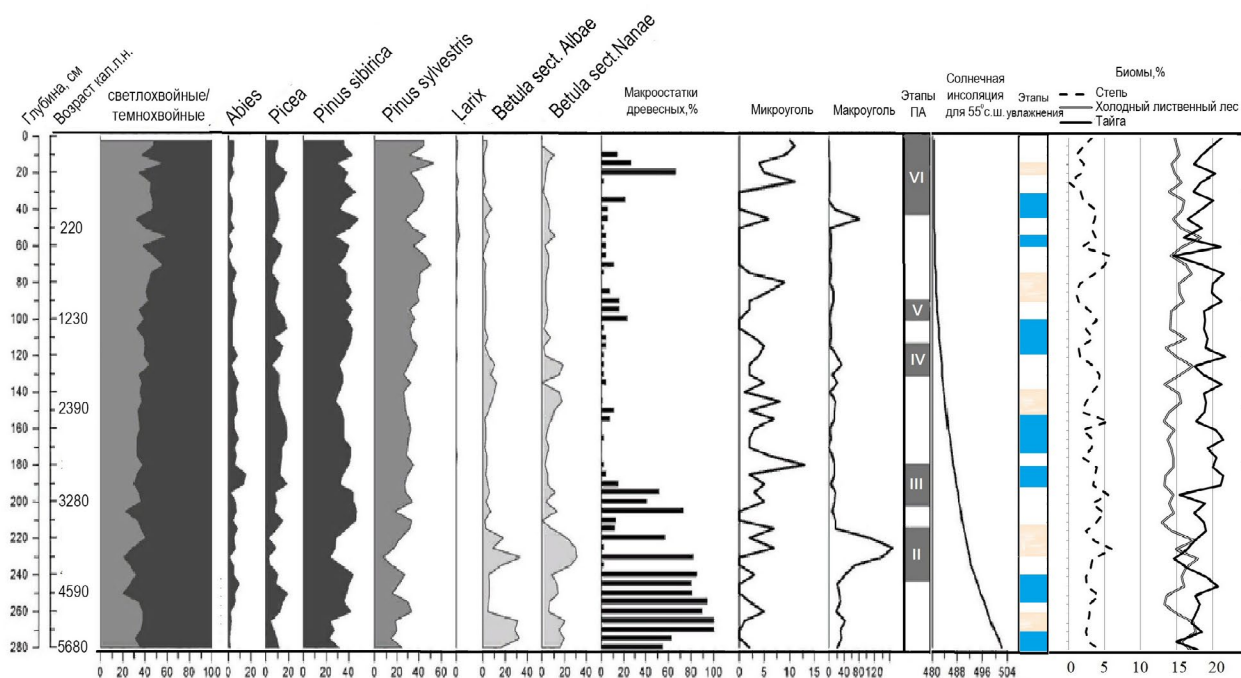 Глубина, см
Возраст кал.л.н.
светлохвойные/
темнохвойные
Abies
Picea
Pinus sibirica
Pinus sylvestris
Larix
Betula sect. Albae
Betula sect.Nanae
Макроостатки
древесных,%
Микроуголь
Макроуголь
Этапы
ПА
Солнечная
инсоляция
для 55°с.ш.
Этапы
увлажнения
Биомы,%
Степь
Холодный лиственный лес
Тайга
0
20
40
60
80
100
120
140
160
180
200
220
240
260
280
220
1230
2390
3280
4590
5680
VI
V
IV
III
II
0 20 40 60 80 100
0 20
0 20
0 20 40 60
0 20 40 60
0
0 20 40
0 20 40
0 10 20 30 40 50 60 70 80 90 100
0 5 10 15
0 40 80 120
480 488 496 504
0 5 10 15 20